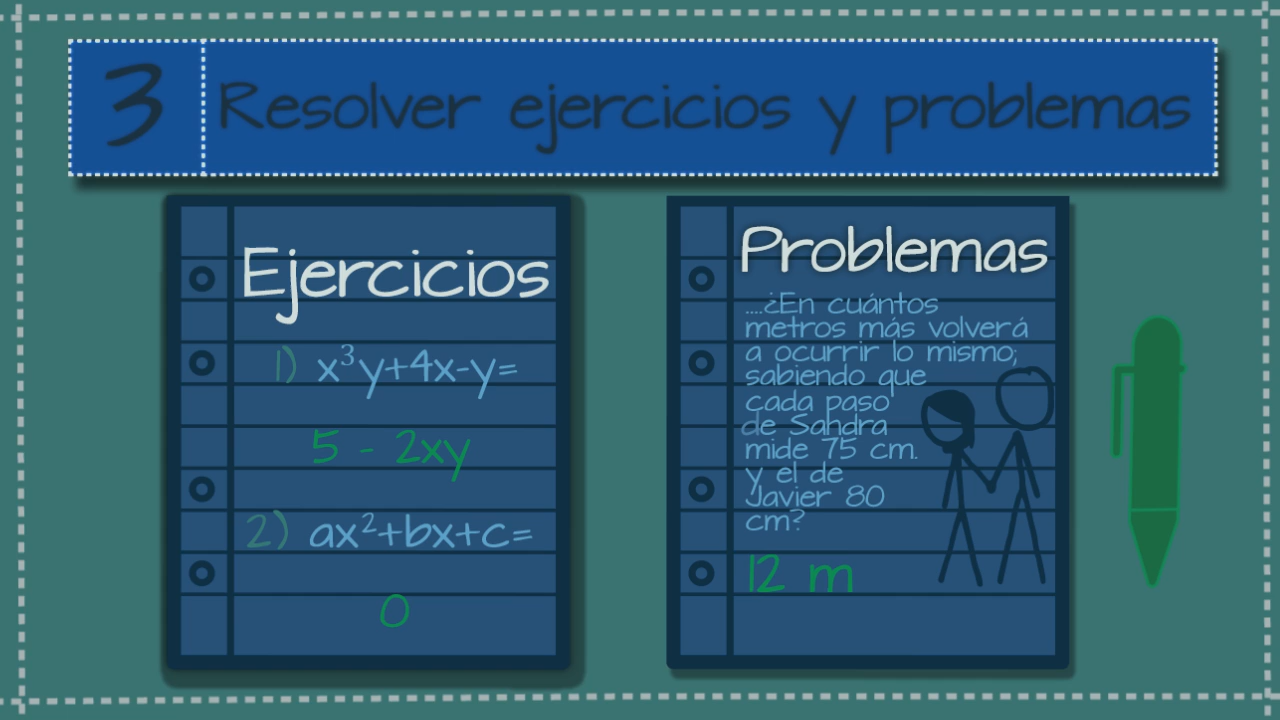 3 Resolver ejercicios y problemas
Ejercicios
1) x³y+4x-y=
5 - 2xy
2) ax²+bx+c=
0
Problemas
....¿En cuántos
metros más volverá
a ocurrir lo mismo;
sabiendo que
cada paso
de Sandra
mide 75 cm.
y el de
Javier 80
cm?
12 m